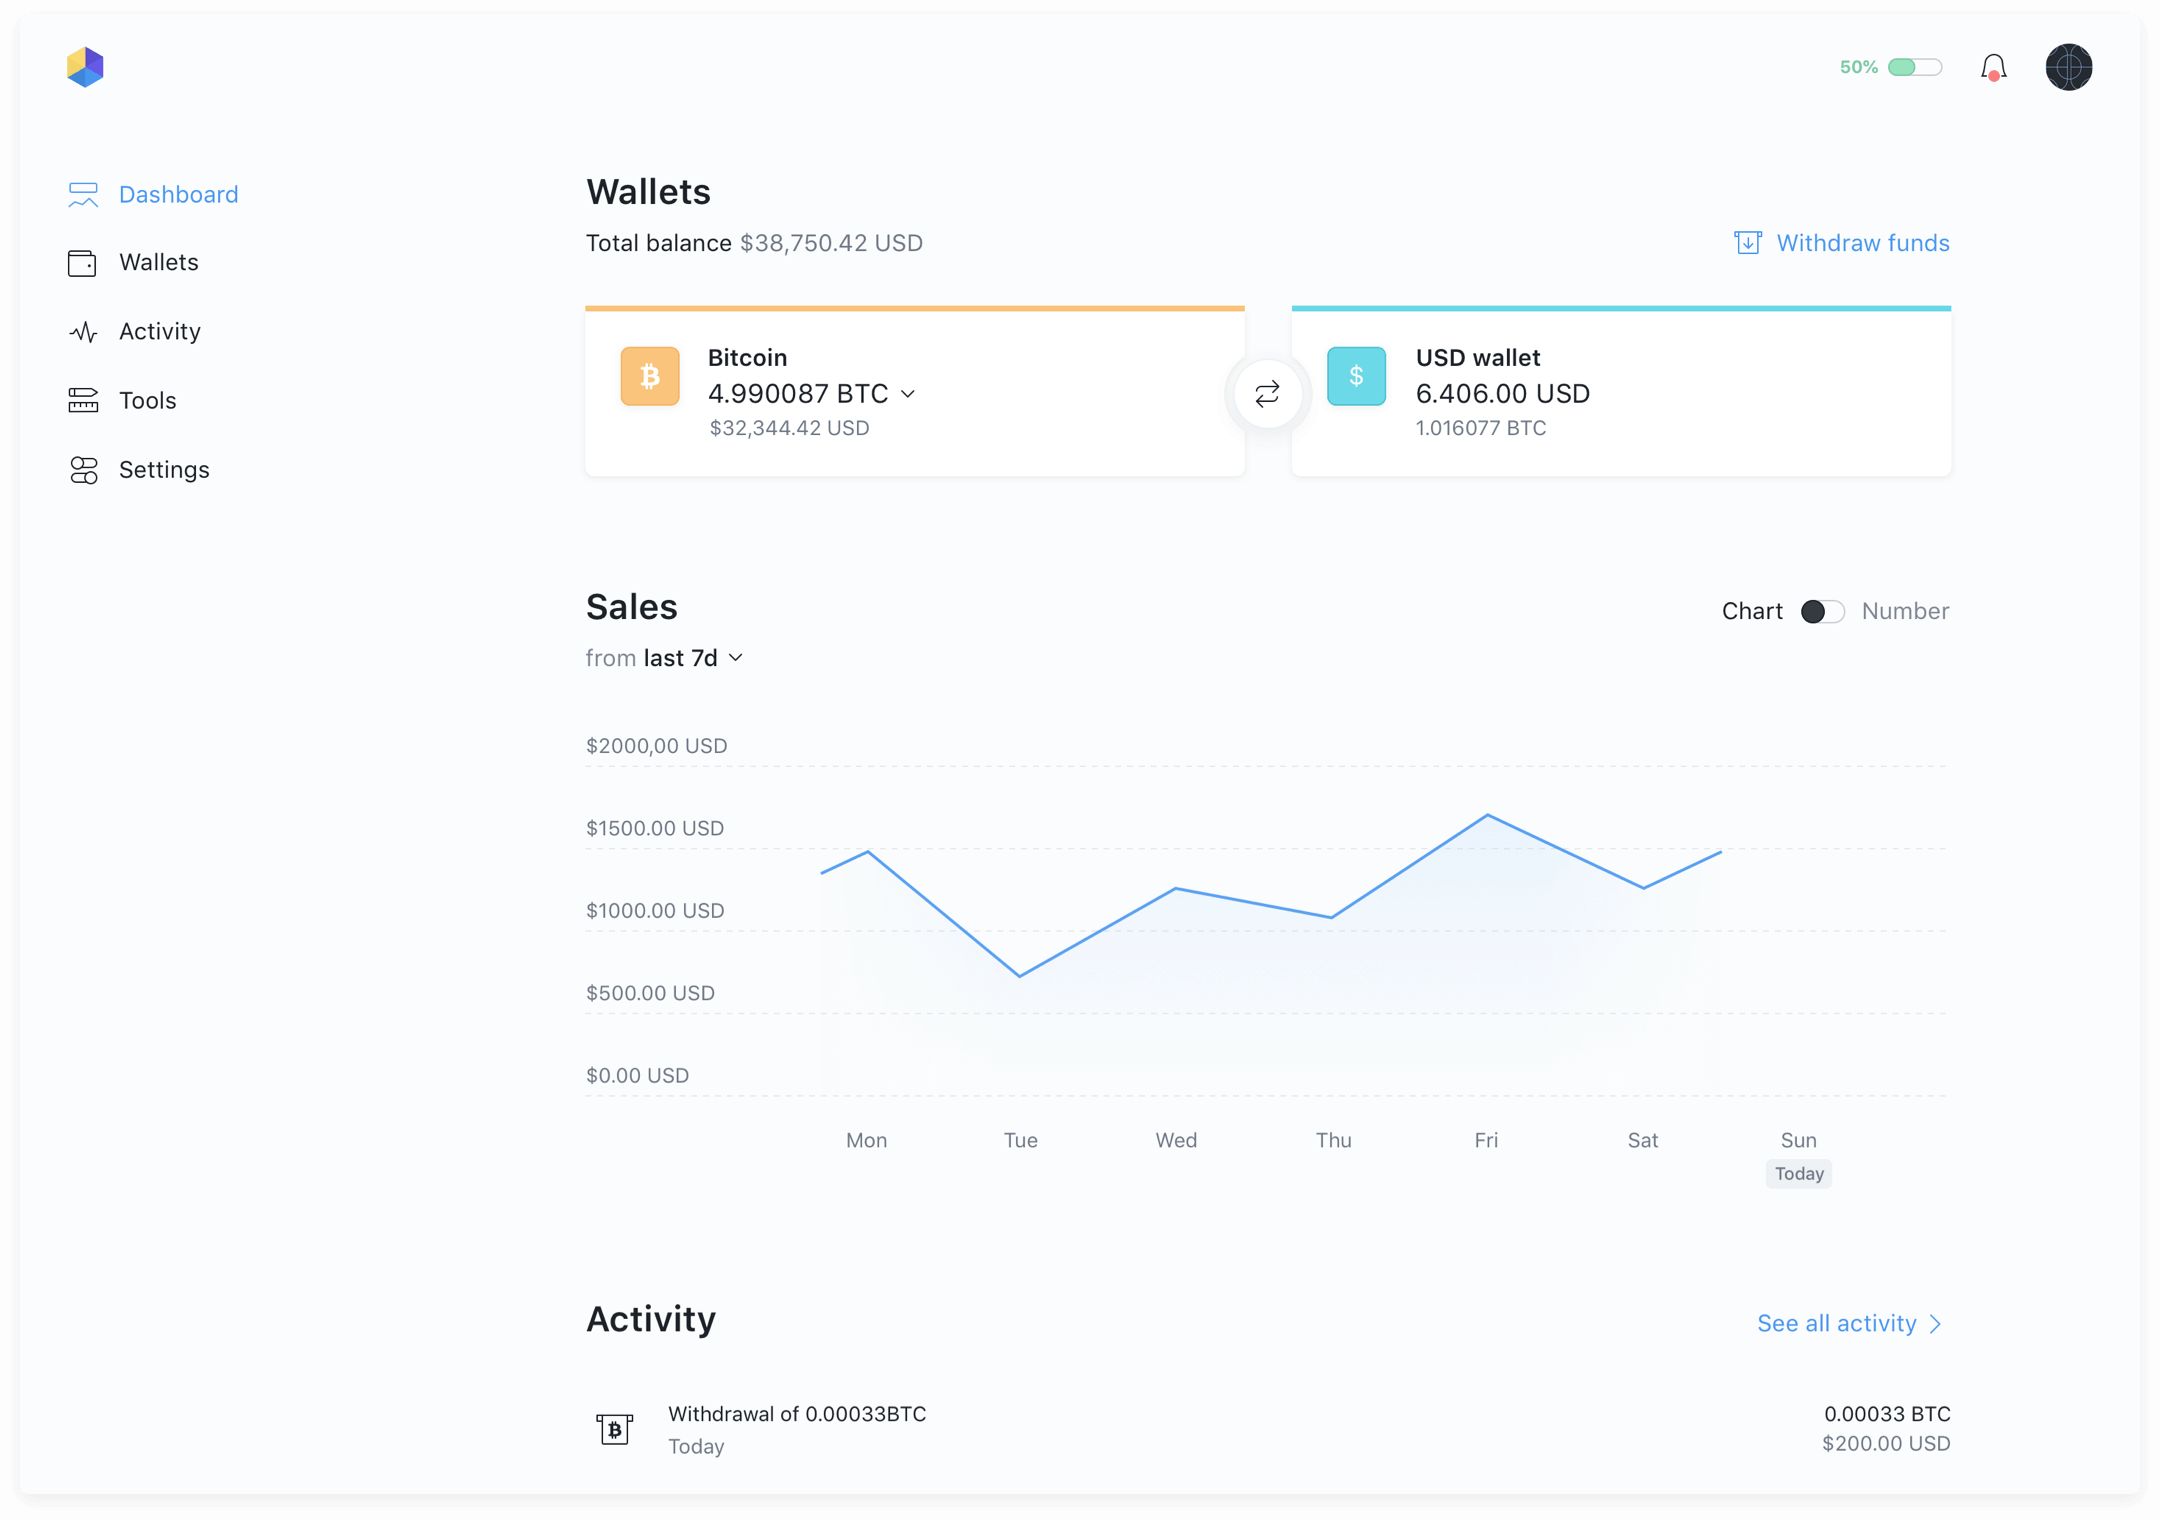 50%
Dashboard
Wallets
Activity
Tools
Settings
Wallets
Total balance $38,750.42 USD
Withdraw funds
Bitcoin
4.990087 BTC
$32,344.42 USD
$
USD wallet
6.406.00 USD
1.016077 BTC
Sales
Chart Number
from last 7d
$2000,00 USD
$1500.00 USD
$1000.00 USD
$500.00 USD
$0.00 USD
Mon Tue Wed Thu Fri Sat Sun
Today
Activity
See all activity
Withdrawal of 0.00033BTC
Today
0.00033 BTC
$200.00 USD